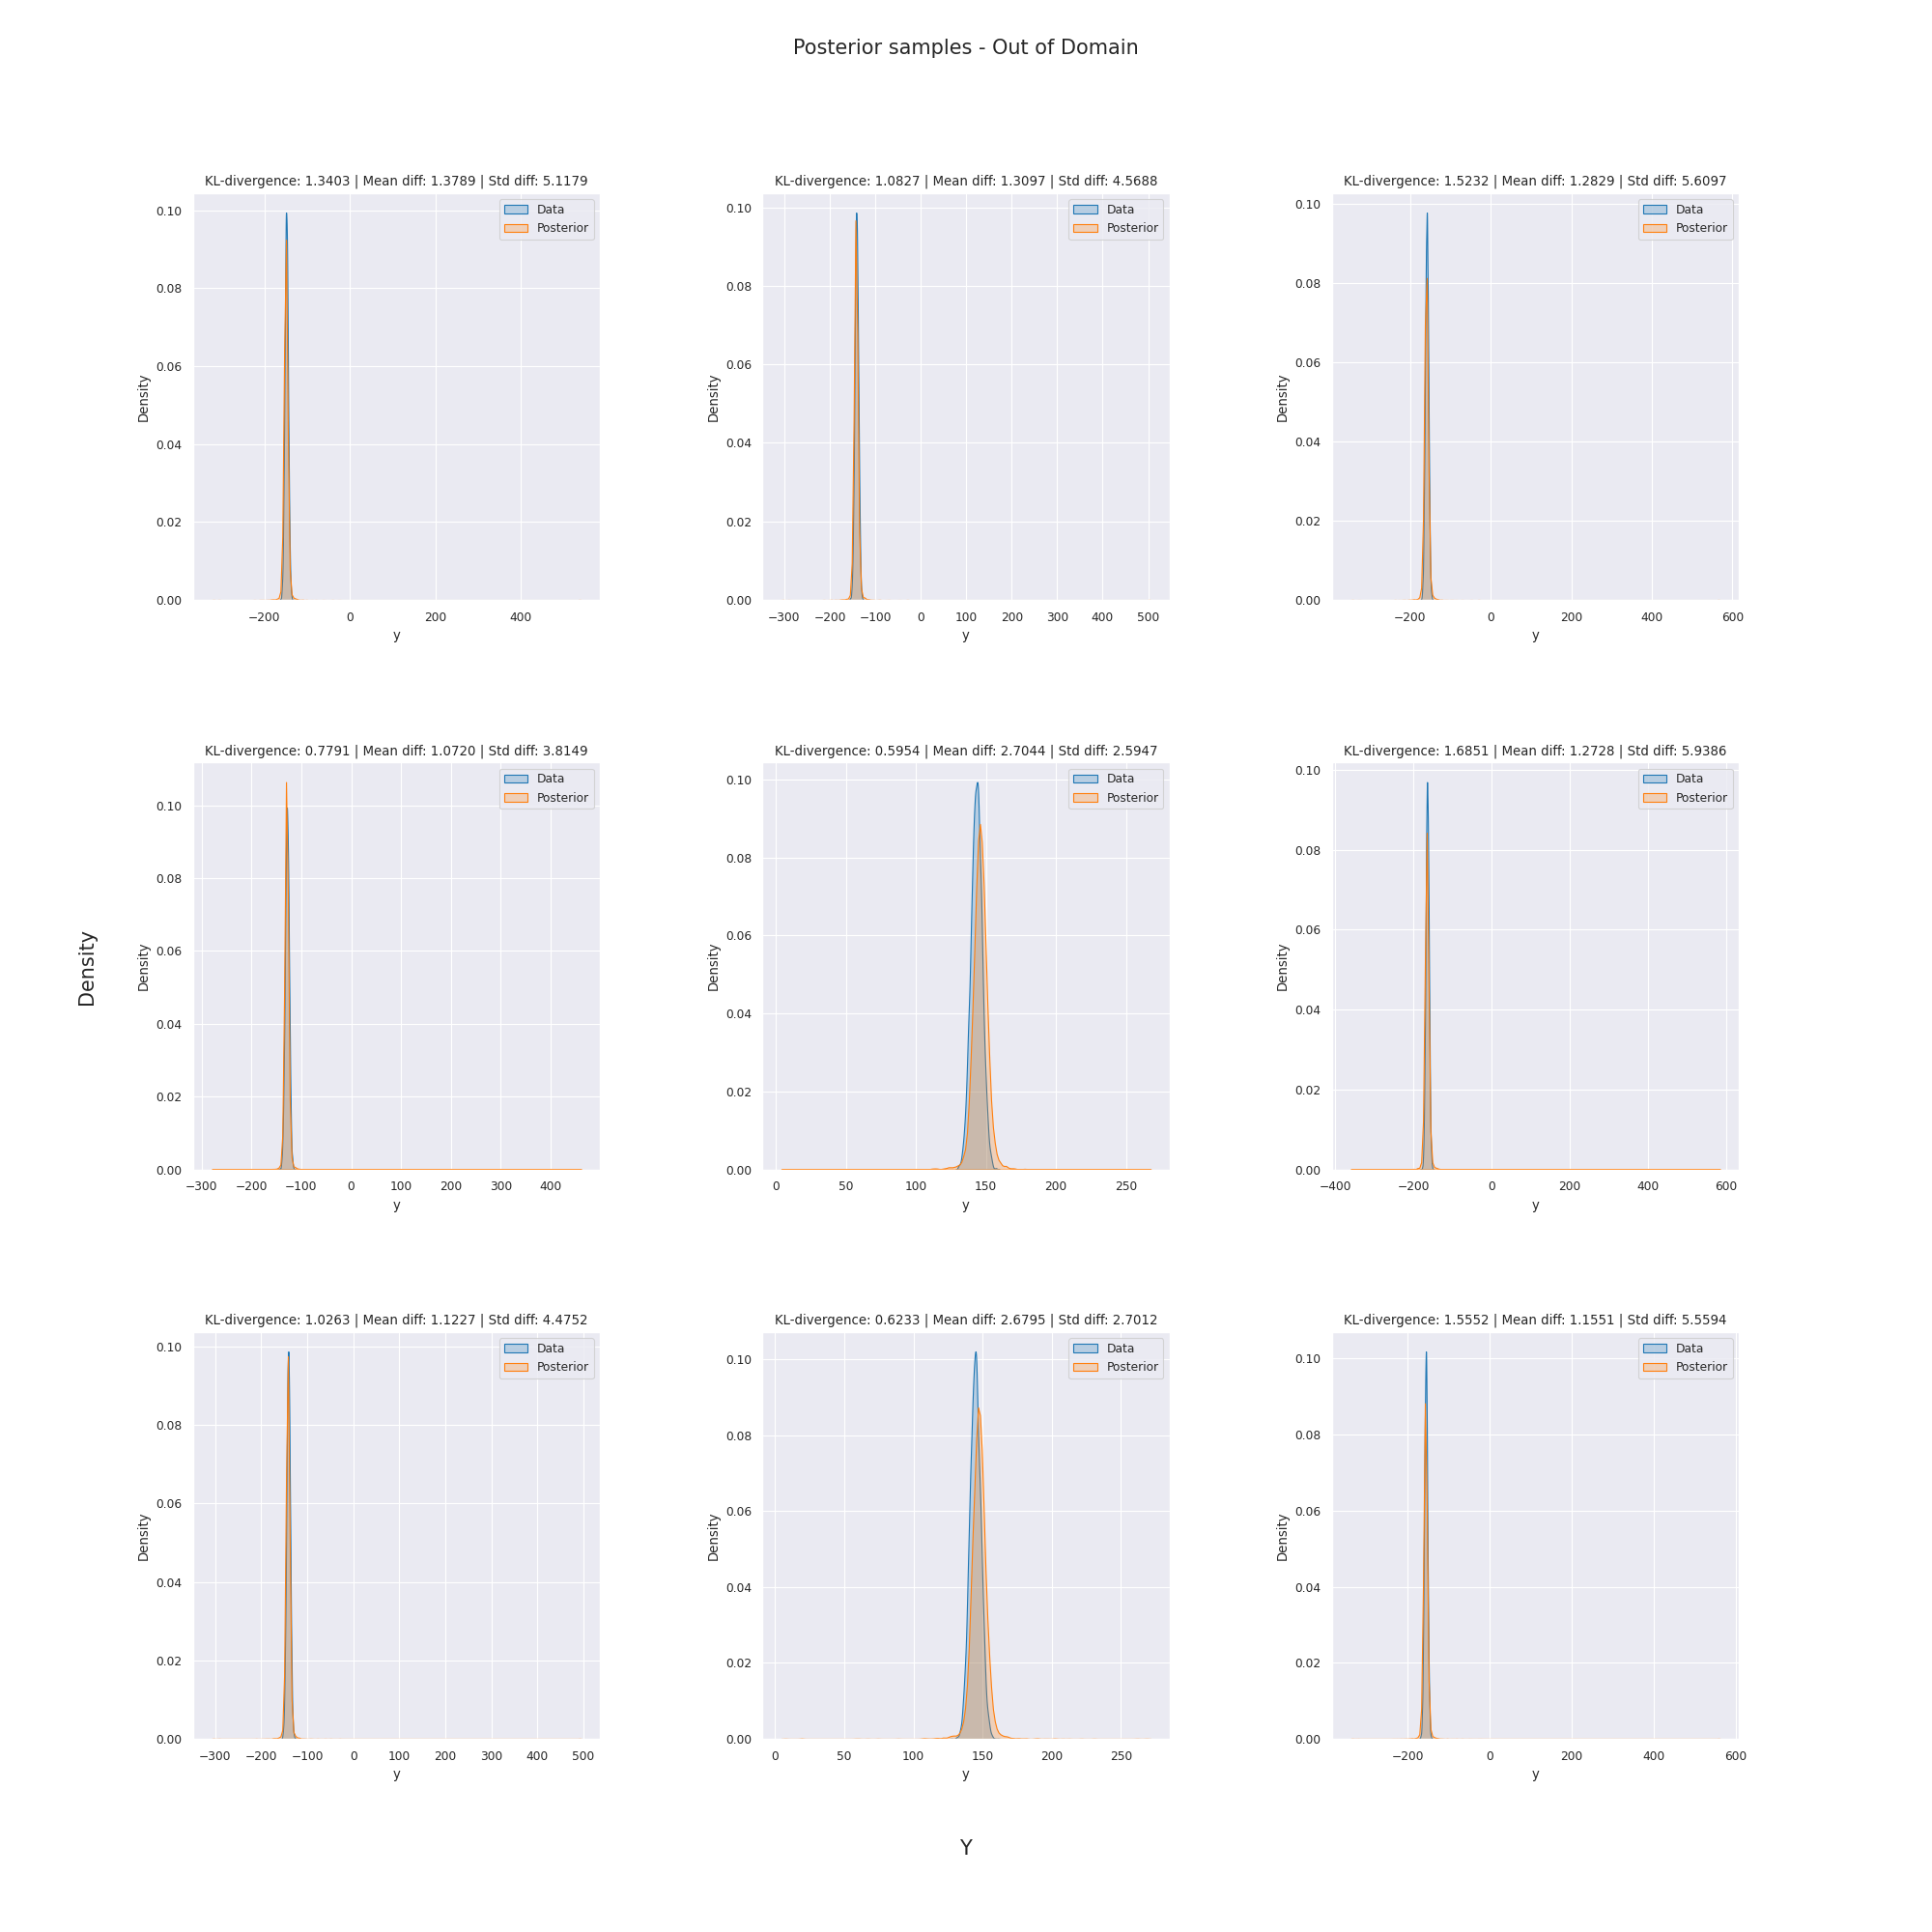 Posterior samples - Out of Domain
KL-divergence: 1.3403 | Mean diff: 1.3789 | Std diff: 5.1179
Data
Posterior
0.10
0.08
0.06
0.04
0.02
0.00
Density
−200 0 200 400
y
KL-divergence: 1.0827 | Mean diff: 1.3097 | Std diff: 4.5688
Data
Posterior
0.10
0.08
0.06
0.04
0.02
0.00
Density
−300 −200 −100 0 100 200 300 400 500
y
KL-divergence: 1.5232 | Mean diff: 1.2829 | Std diff: 5.6097
Data
Posterior
0.10
0.08
0.06
0.04
0.02
0.00
Density
−200 0 200 400 600
y
Density
KL-divergence: 0.7791 | Mean diff: 1.0720 | Std diff: 3.8149
Data
Posterior
0.10
0.08
0.06
0.04
0.02
0.00
Density
−300 −200 −100 0 100 200 300 400
y
KL-divergence: 0.5954 | Mean diff: 2.7044 | Std diff: 2.5947
Data
Posterior
0.10
0.08
0.06
0.04
0.02
0.00
Density
0 50 100 150 200 250
y
KL-divergence: 1.6851 | Mean diff: 1.2728 | Std diff: 5.9386
Data
Posterior
0.10
0.08
0.06
0.04
0.02
0.00
Density
−400 −200 0 200 400 600
y
KL-divergence: 1.0263 | Mean diff: 1.1227 | Std diff: 4.4752
Data
Posterior
0.10
0.08
0.06
0.04
0.02
0.00
Density
−300 −200 −100 0 100 200 300 400 500
y
KL-divergence: 0.6233 | Mean diff: 2.6795 | Std diff: 2.7012
Data
Posterior
0.10
0.08
0.06
0.04
0.02
0.00
Density
0 50 100 150 200 250
y
KL-divergence: 1.5552 | Mean diff: 1.1551 | Std diff: 5.5594
Data
Posterior
0.10
0.08
0.06
0.04
0.02
0.00
Density
−200 0 200 400 600
y
Y